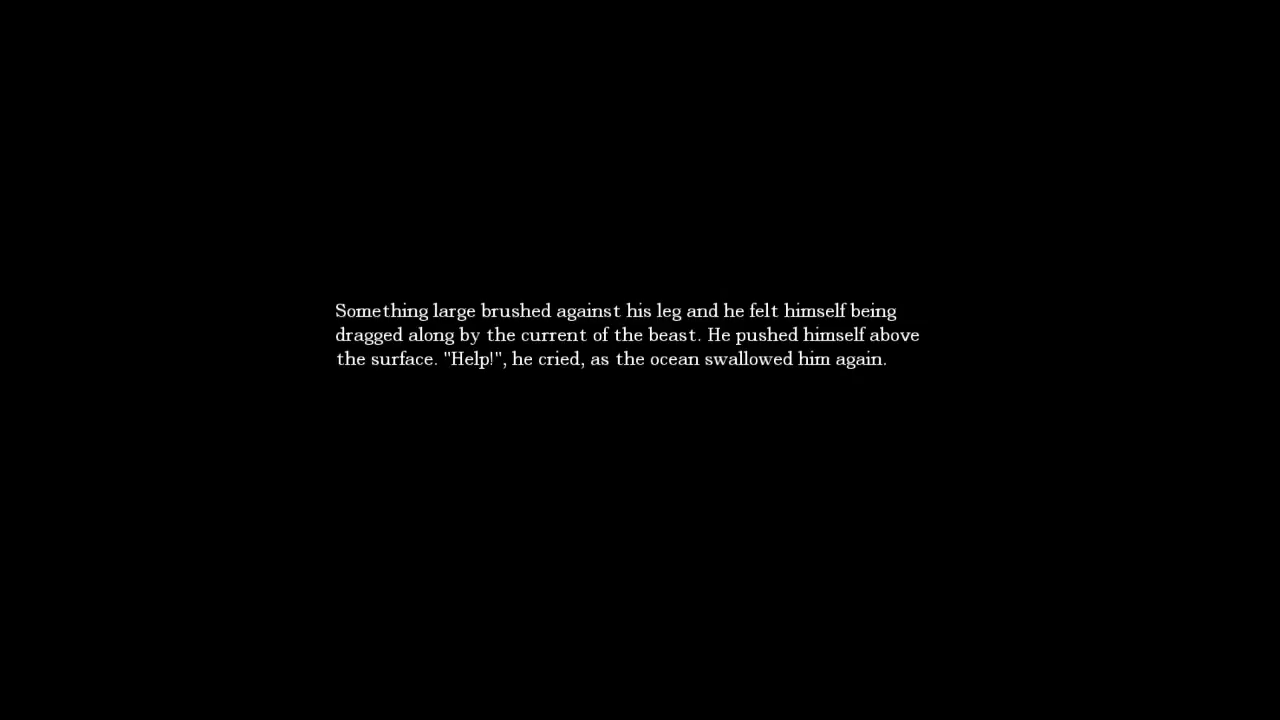 Something large brushed against his leg and he felt himself being
dragged along by the current of the beast. He pushed himself above
the surface. "Help!", he cried, as the ocean swallowed him again.